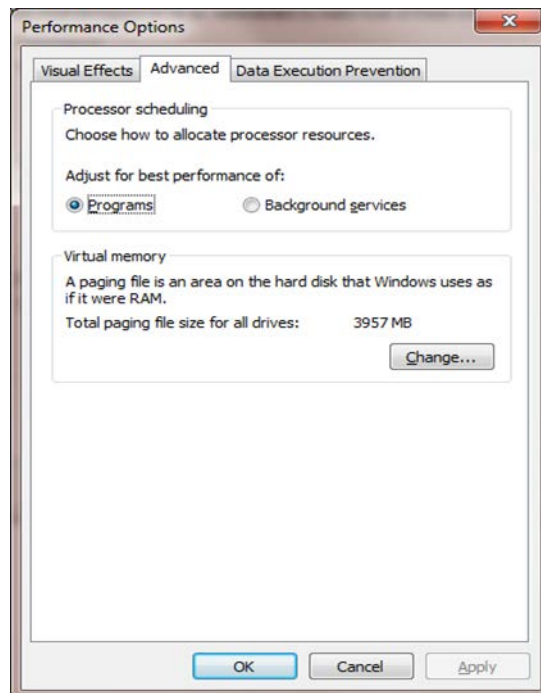 Performance Options
Visual Effects Advanced Data Execution Prevention
Processor scheduling
Choose how to allocate processor resources.
Adjust for best performance of:
Programs Background services
Virtual memory
A paging file is an area on the hard disk that Windows uses as
if it were RAM.
Total paging file size for all drives: 3957 MB
Change...
OK Cancel Apply